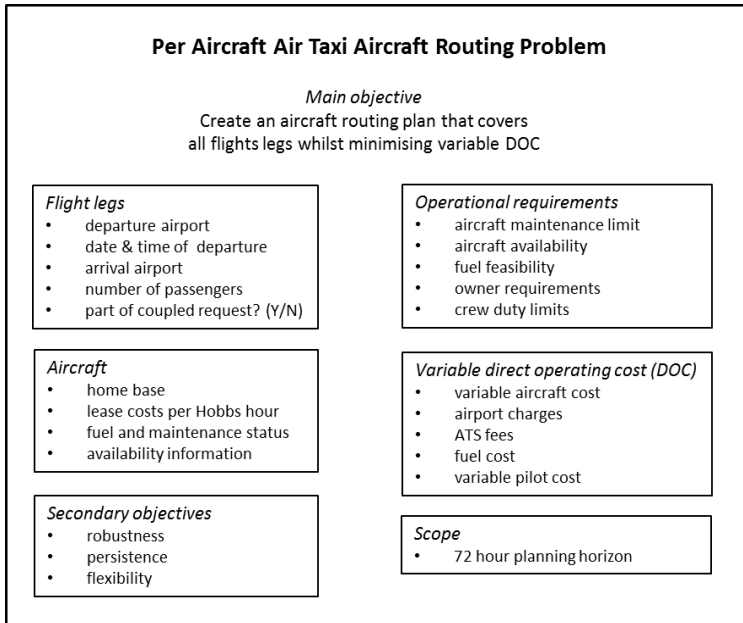 Per Aircraft Air Taxi Aircraft Routing Problem
Main objective
Create an aircraft routing plan that covers
all flights legs whilst minimising variable DOC
Flight legs
• departure airport
• date & time of departure
• arrival airport
• number of passengers
• part of coupled request? (Y/N)
Aircraft
• home base
• lease costs per Hobbs hour
• fuel and maintenance status
• availability information
Secondary objectives
• robustness
• persistence
• flexibility
Operational requirements
• aircraft maintenance limit
• aircraft availability
• fuel feasibility
• owner requirements
• crew duty limits
Variable direct operating cost (DOC)
• variable aircraft cost
• airport charges
• ATS fees
• fuel cost
• variable pilot cost
Scope
• 72 hour planning horizon